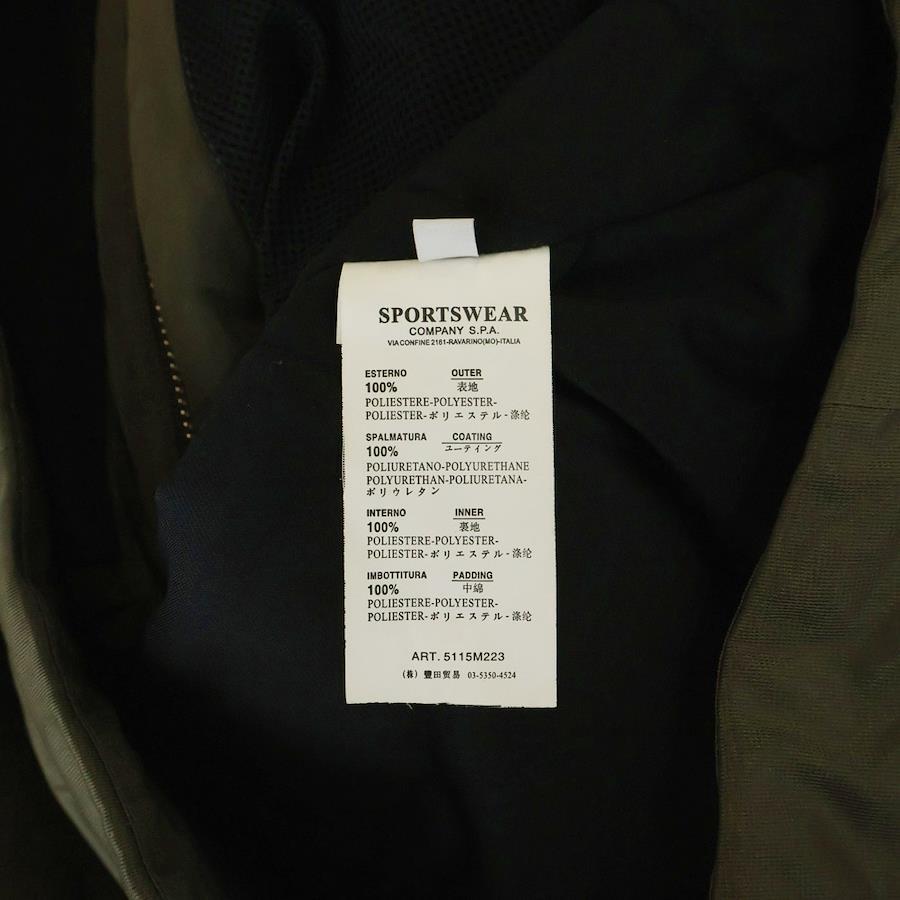 SPORTSWEAR
COMPANY S.P.A.
VIA CONFINE 2161-RAVARINO(MO)-ITALIA
ESTERNO OUTER
100% 表地
POLIESTERE-POLYESTER-
POLIESTER-ポリエステル-涤纶
SPALMATURA COATING
100% ユーティング
POLIURETANO-POLYURETHANE
POLYURETHAN-POLIURETANA-
ポリウレタン
INTERNO INNER
100% 裏地
POLIESTERE-POLYESTER-
POLIESTER-ポリエステル-涤纶
IMBOTTITURA PADDING
100% 中綿
POLIESTERE-POLYESTER-
POLIESTER-ポリエステル-涤纶
ART. 5115M223
(株) 豐田貿易 03-5350-4524